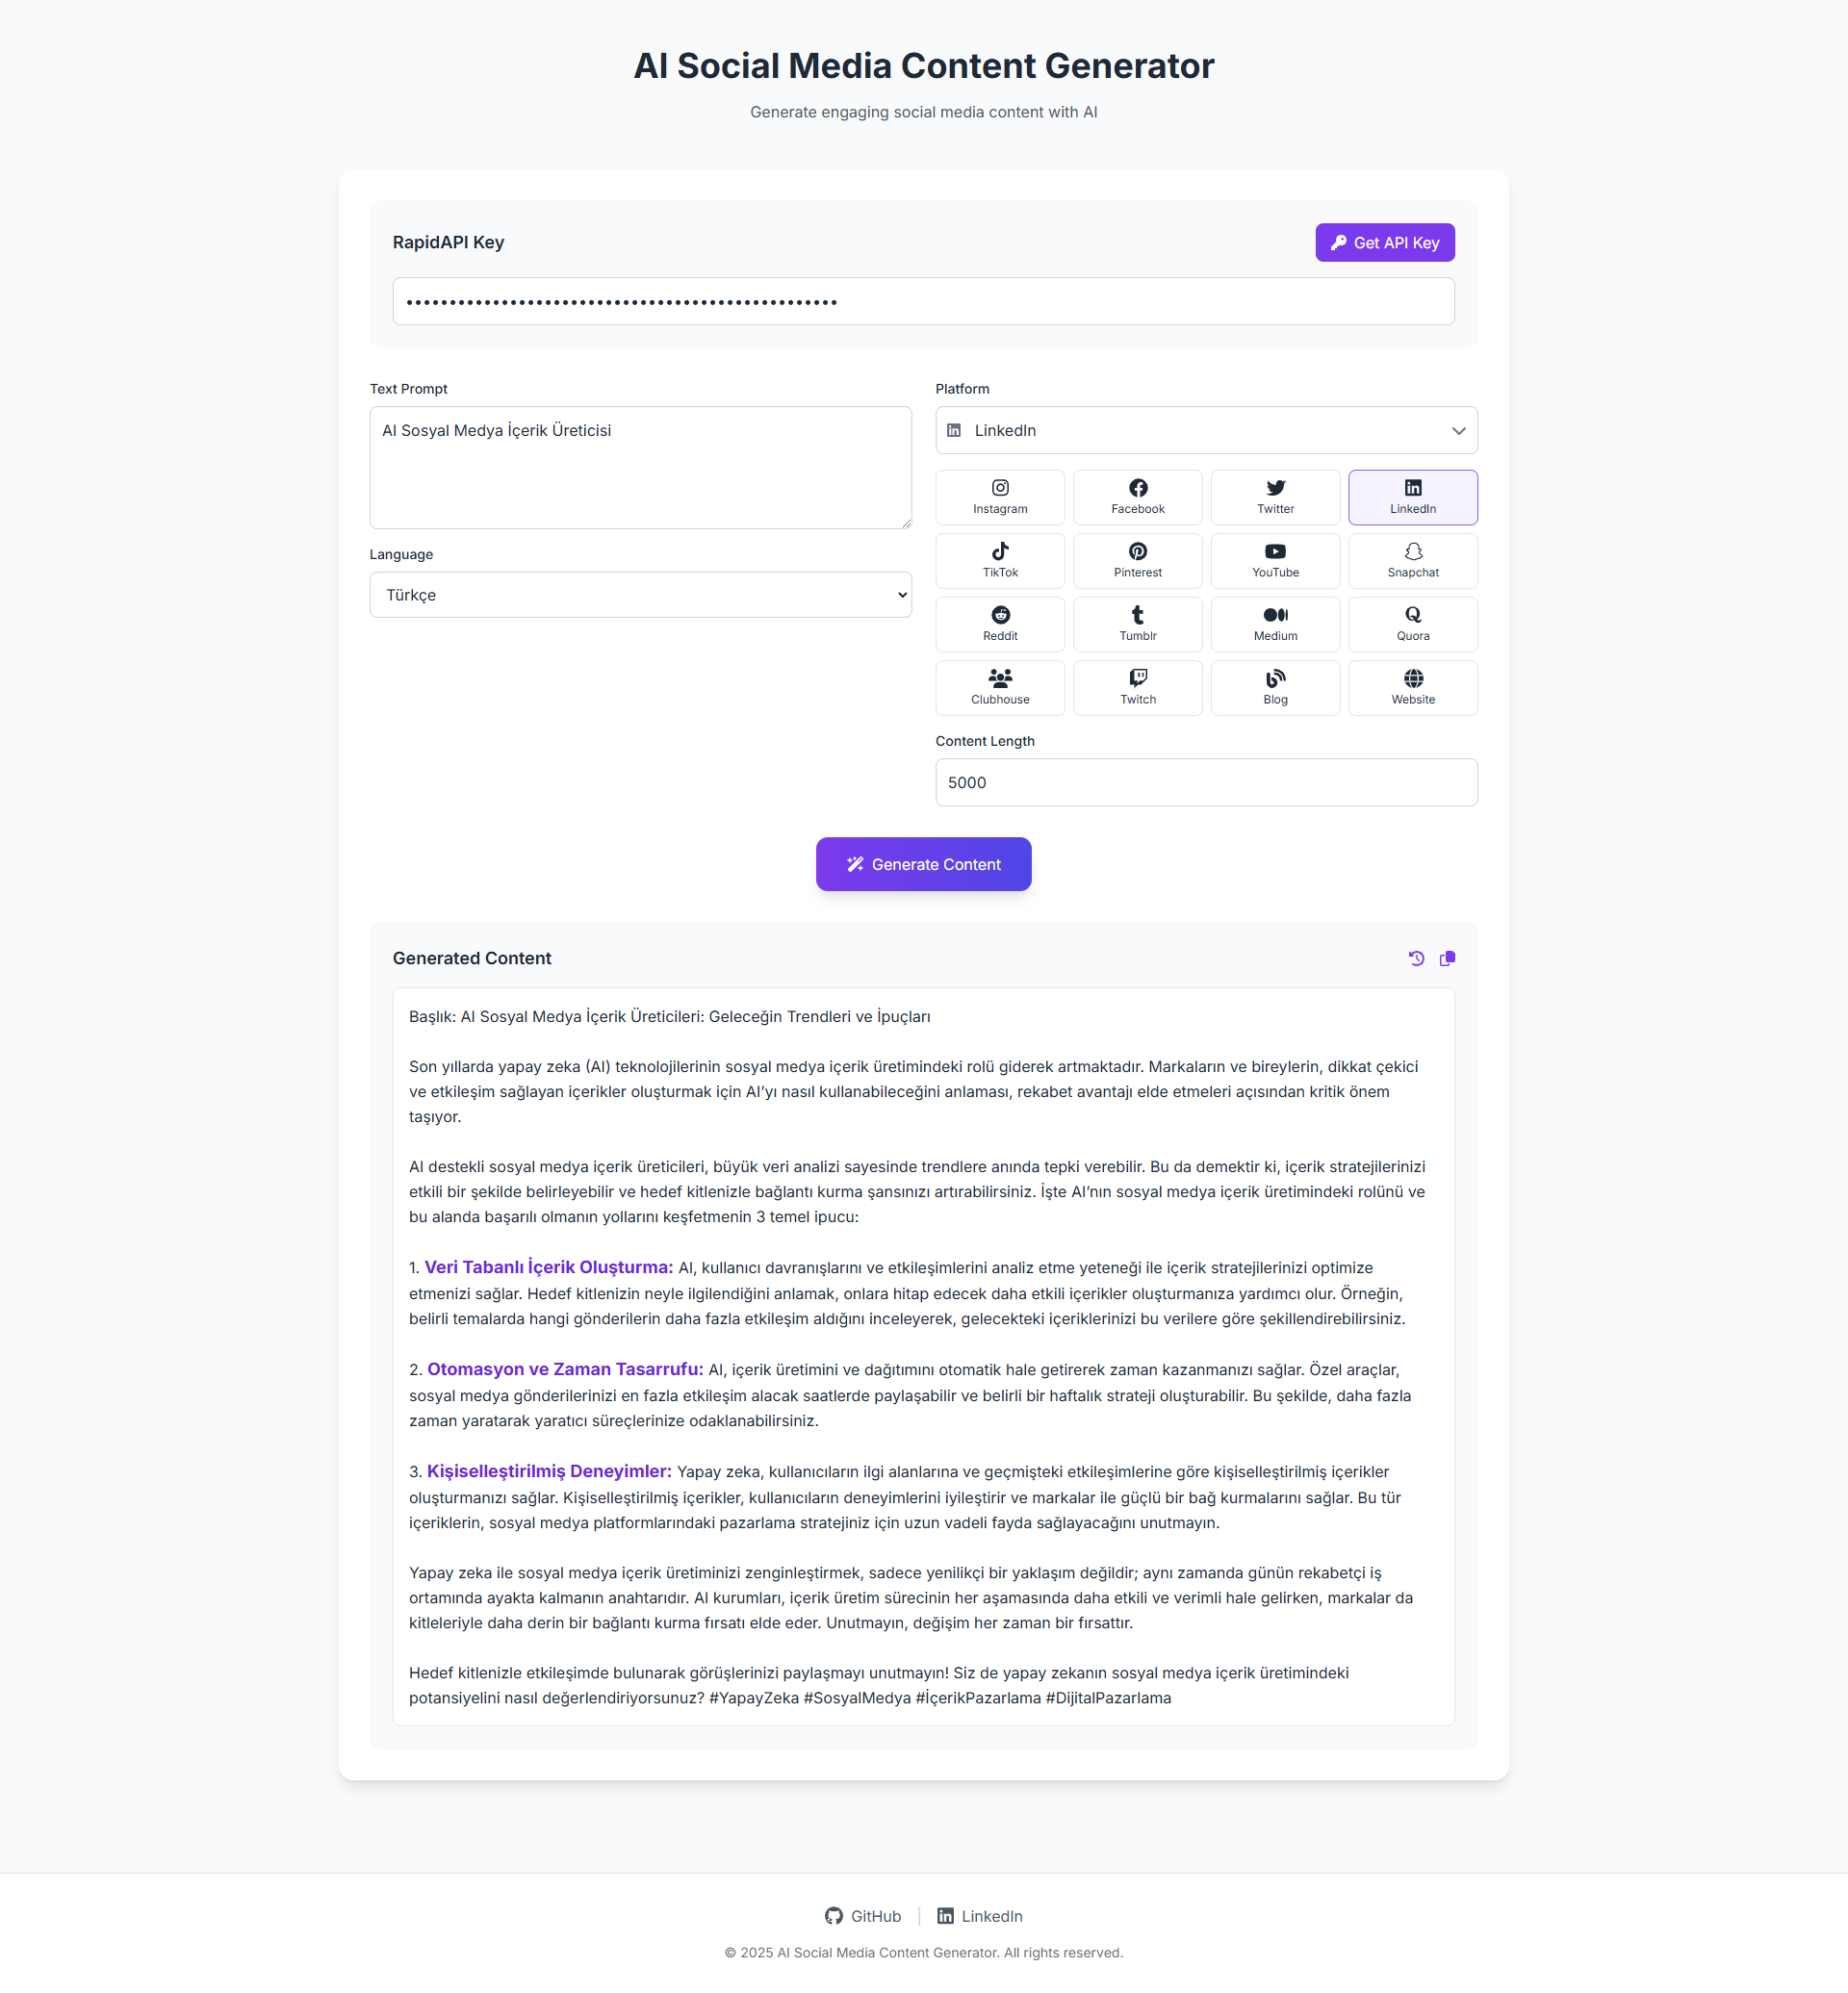 AI Social Media Content Generator
Generate engaging social media content with AI
RapidAPI Key
Get API Key
Text Prompt
AI Sosyal Medya İçerik Üreticisi
Language
Türkçe
Platform
LinkedIn
Instagram
Facebook
Twitter
LinkedIn
TikTok
Pinterest
YouTube
Snapchat
Reddit
Tumblr
Medium
Quora
Clubhouse
Twitch
Blog
Website
Content Length
5000
Generate Content
Generated Content
Başlık: AI Sosyal Medya İçerik Üreticileri: Geleceğin Trendleri ve İpuçları
Son yıllarda yapay zeka (AI) teknolojilerinin sosyal medya içerik üretimindeki rolü giderek artmaktadır. Markaların ve bireylerin, dikkat çekici
ve etkileşim sağlayan içerikler oluşturmak için AI’yı nasıl kullanabileceğini anlaması, rekabet avantajı elde etmeleri açısından kritik önem
taşıyor.
AI destekli sosyal medya içerik üreticileri, büyük veri analizi sayesinde trendlere anında tepki verebilir. Bu da demektir ki, içerik stratejilerinizi
etkili bir şekilde belirleyebilir ve hedef kitlenizle bağlantı kurma şansınızı artırabilirsiniz. İşte AI’nın sosyal medya içerik üretimindeki rolünü ve
bu alanda başarılı olmanın yollarını keşfetmenin 3 temel ipucu:
1. Veri Tabanlı İçerik Oluşturma: AI, kullanıcı davranışlarını ve etkileşimlerini analiz etme yeteneği ile içerik stratejilerinizi optimize
etmenizi sağlar. Hedef kitlenizin neyle ilgilendiğini anlamak, onlara hitap edecek daha etkili içerikler oluşturmanıza yardımcı olur. Örneğin,
belirli temalarda hangi gönderilerin daha fazla etkileşim aldığını inceleyerek, gelecekteki içeriklerinizi bu verilere göre şekillendirebilirsiniz.
2. Otomasyon ve Zaman Tasarrufu: AI, içerik üretimini ve dağıtımını otomatik hale getirerek zaman kazanmanızı sağlar. Özel araçlar,
sosyal medya gönderilerinizi en fazla etkileşim alacak saatlerde paylaşabilir ve belirli bir haftalık strateji oluşturabilir. Bu şekilde, daha fazla
zaman yaratarak yaratıcı süreçlerinize odaklanabilirsiniz.
3. Kişiselleştirilmiş Deneyimler: Yapay zeka, kullanıcıların ilgi alanlarına ve geçmişteki etkileşimlerine göre kişiselleştirilmiş içerikler
oluşturmanızı sağlar. Kişiselleştirilmiş içerikler, kullanıcıların deneyimlerini iyileştirir ve markalar ile güçlü bir bağ kurmalarını sağlar. Bu tür
içeriklerin, sosyal medya platformlarındaki pazarlama stratejiniz için uzun vadeli fayda sağlayacağını unutmayın.
Yapay zeka ile sosyal medya içerik üretiminizi zenginleştirmek, sadece yenilikçi bir yaklaşım değildir; aynı zamanda günün rekabetçi iş
ortamında ayakta kalmanın anahtarıdır. AI kurumları, içerik üretim sürecinin her aşamasında daha etkili ve verimli hale gelirken, markalar da
kitleleriyle daha derin bir bağlantı kurma fırsatı elde eder. Unutmayın, değişim her zaman bir fırsattır.
Hedef kitlenizle etkileşimde bulunarak görüşlerinizi paylaşmayı unutmayın! Siz de yapay zekanın sosyal medya içerik üretimindeki
potansiyelini nasıl değerlendiriyorsunuz? #YapayZeka #SosyalMedya #İçerikPazarlama #DijitalPazarlama
GitHub
LinkedIn
© 2025 AI Social Media Content Generator. All rights reserved.